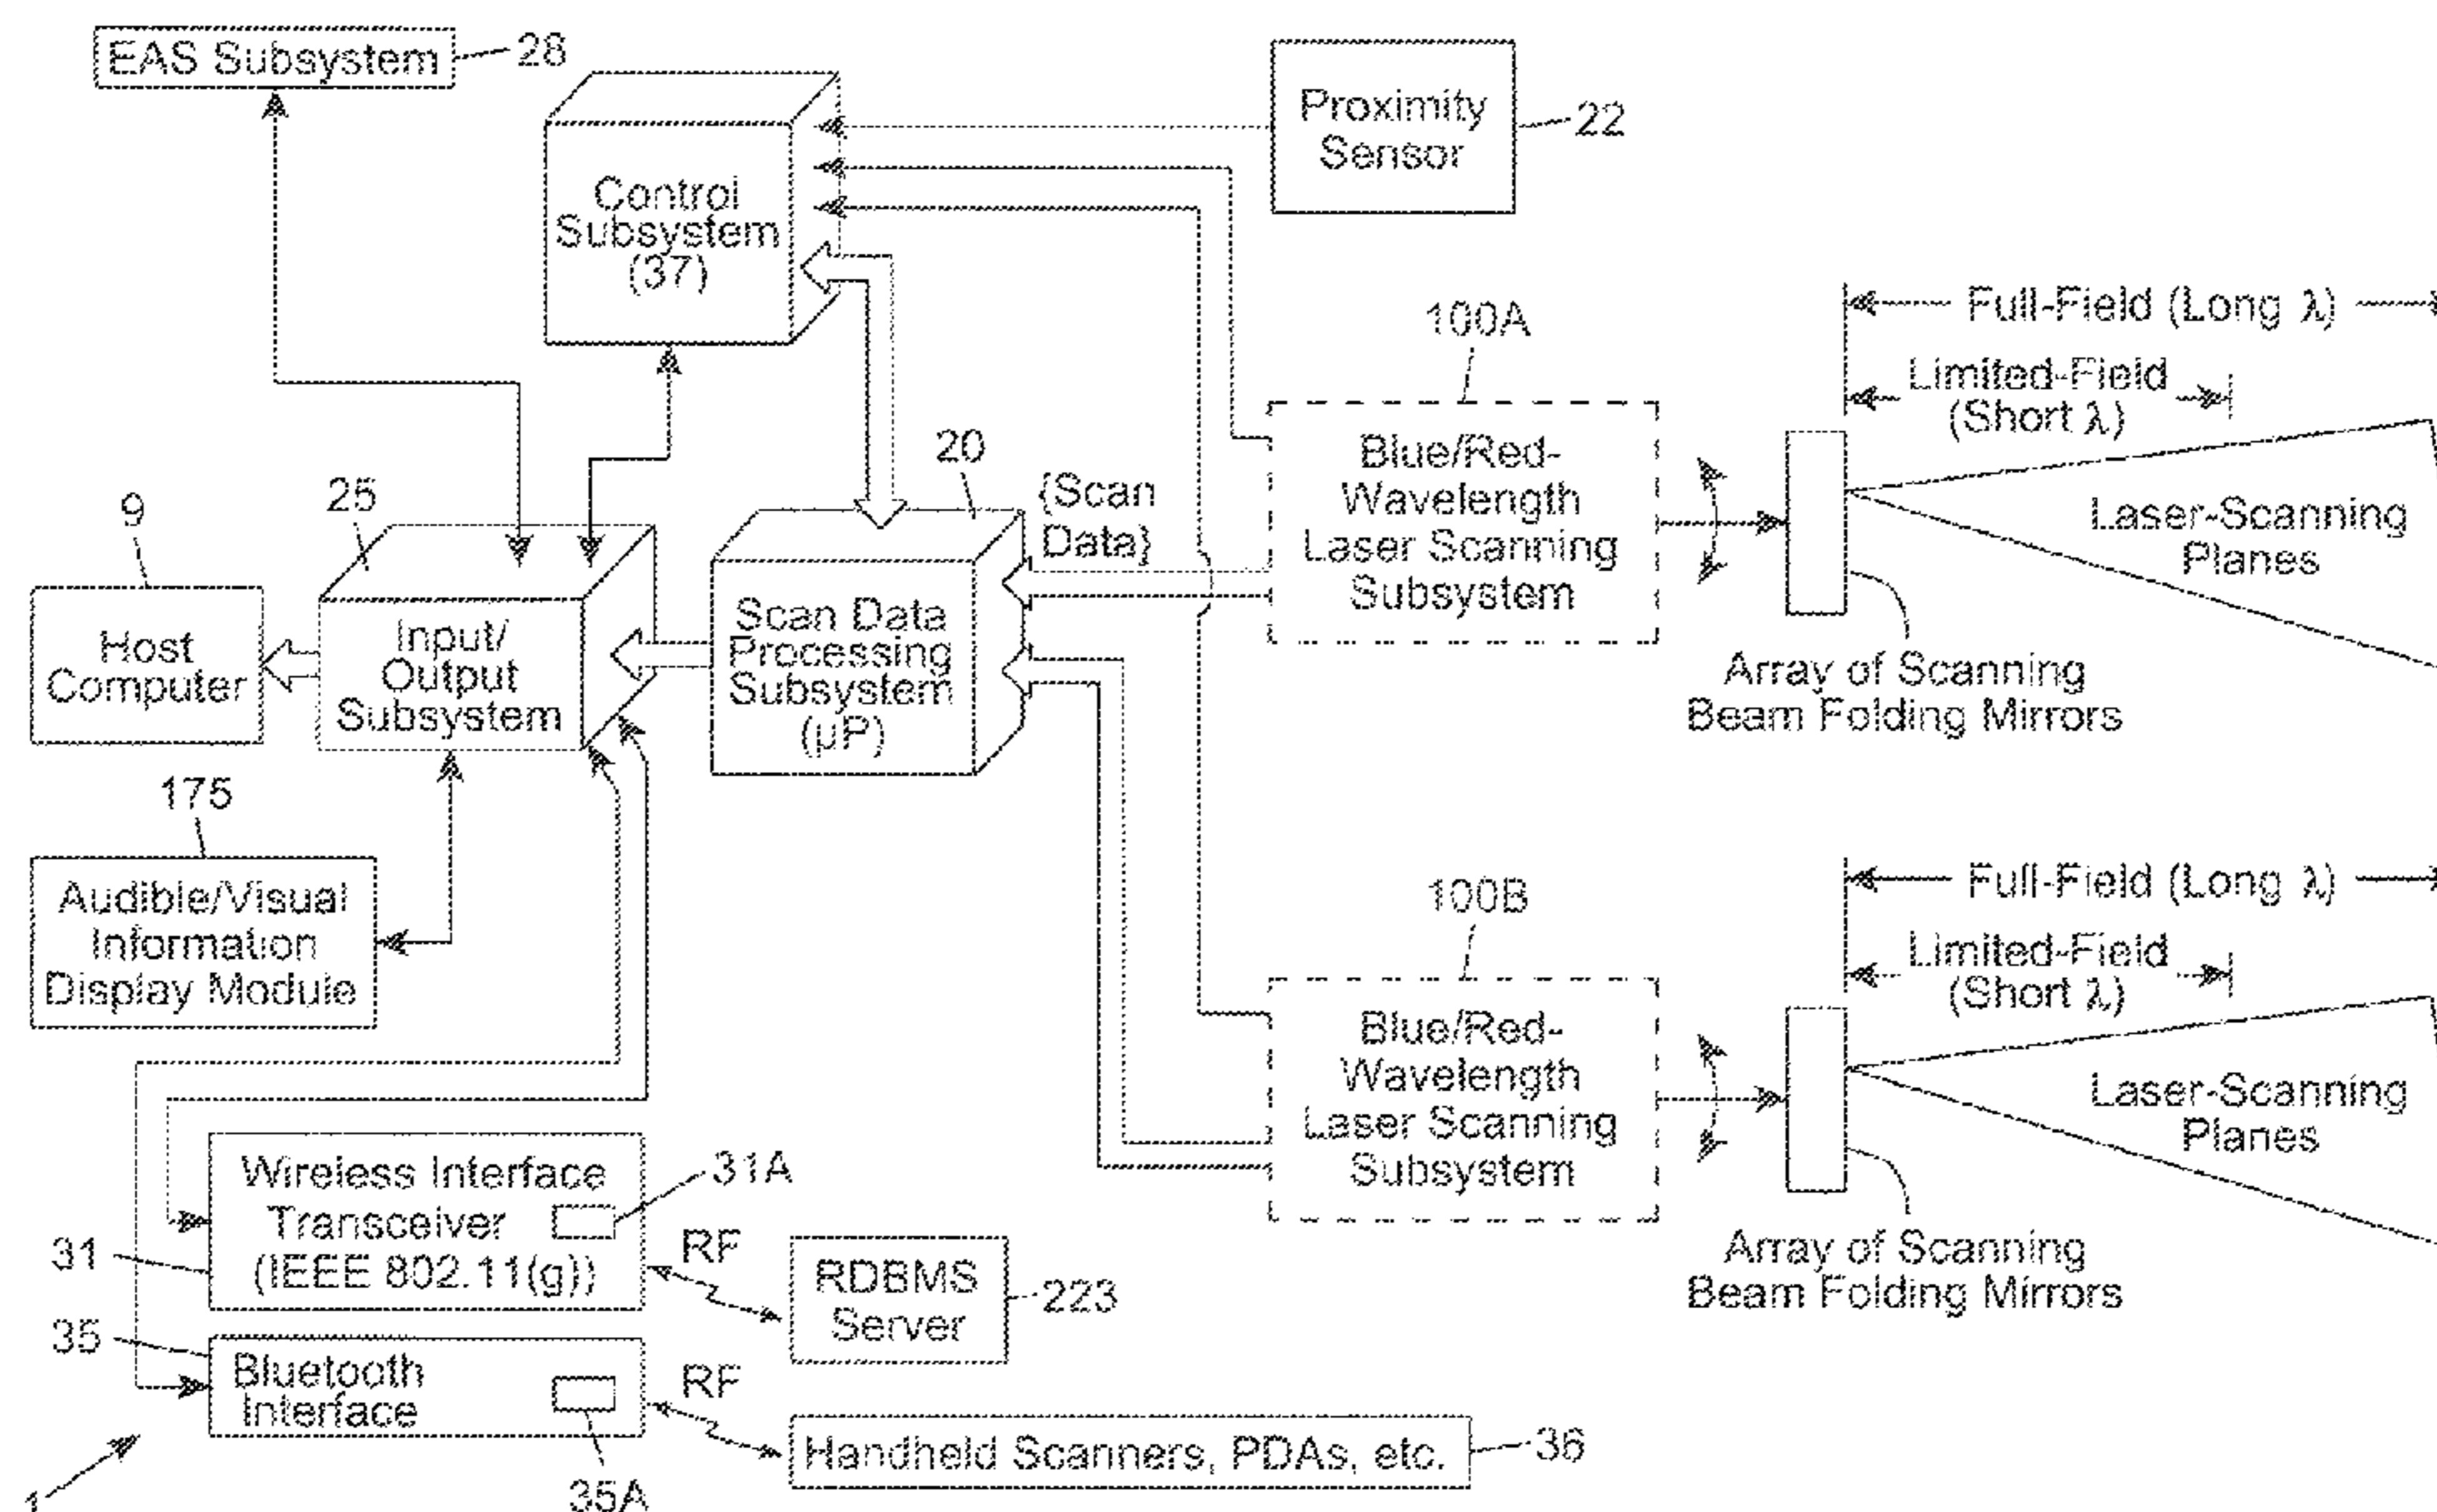 EAS Subsystem
28
Control
Subsystem
(37)
Proximity
Sensor
22
100A
Full-Field (Long λ)
Limited-Field
(Short λ)
Blue/Red-
Wavelength
Laser Scanning
Subsystem
Laser-Scanning
Planes
Array of Scanning
Beam Folding Mirrors
20
{Scan
Data}
25
9
Host
Computer
Input/
Output
Subsystem
Scan Data
Processing
Subsystem
(µP)
175
Audible/Visual
Information
Display Module
100B
Full-Field (Long λ)
Limited-Field
(Short λ)
Blue/Red-
Wavelength
Laser Scanning
Subsystem
Laser-Scanning
Planes
Array of Scanning
Beam Folding Mirrors
Wireless Interface
Transceiver
(IEEE 802.11(g))
31A
31
RF
RDBMS
Server
223
35
Bluetooth
Interface
RF
35A
Handheld Scanners, PDAs, etc.
36
1